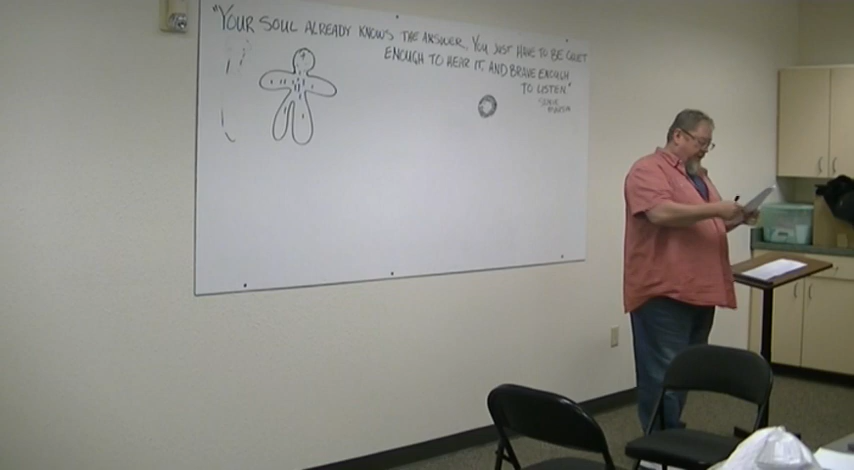 "YOUR SOUL ALREADY KNOWS THE ANSWER. YOU JUST HAVE TO BE QUIET
ENOUGH TO HEAR IT, AND BRAVE ENOUGH
TO LISTEN."